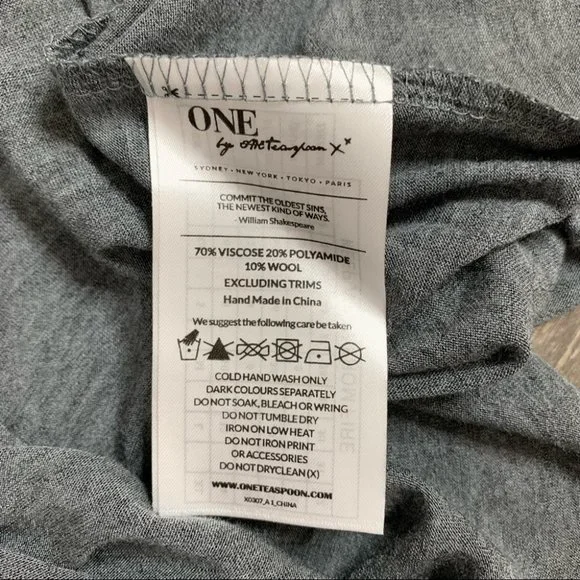 ONE
by oneteaspoon x
SYDNEY • NEW YORK • TOKYO • PARIS
COMMIT THE OLDEST SINS,
THE NEWEST KIND OF WAYS.
- William Shakespeare
70% VISCOSE 20% POLYAMIDE
10% WOOL
EXCLUDING TRIMS
Hand Made in China
We suggest the following care be taken
COLD HAND WASH ONLY
DARK COLOURS SEPARATELY
DO NOT SOAK, BLEACH OR WRING
DO NOT TUMBLE DRY
IRON ON LOW HEAT
DO NOT IRON PRINT
OR ACCESSORIES
DO NOT DRYCLEAN (X)
WWW.ONETEASPOON.COM
X0307_A1_CHINA